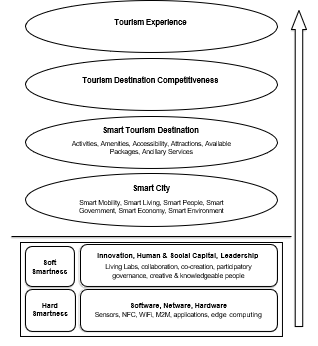 Tourism Experience
Tourism Destination Competitiveness
Smart Tourism Destination
Activities, Amenities, Accessibility, Attractions, Available
Packages, Ancillary Services
Smart City
Smart Mobility, Smart Living, Smart People, Smart
Government, Smart Economy, Smart Environment
Soft
Smartness
Innovation, Human & Social Capital, Leadership
Living Labs, collaboration, co-creation, participatory
governance, creative & knowledgeable people
Hard
Smartness
Software, Netware, Hardware
Sensors, NFC, WiFi, M2M, applications, edge computing